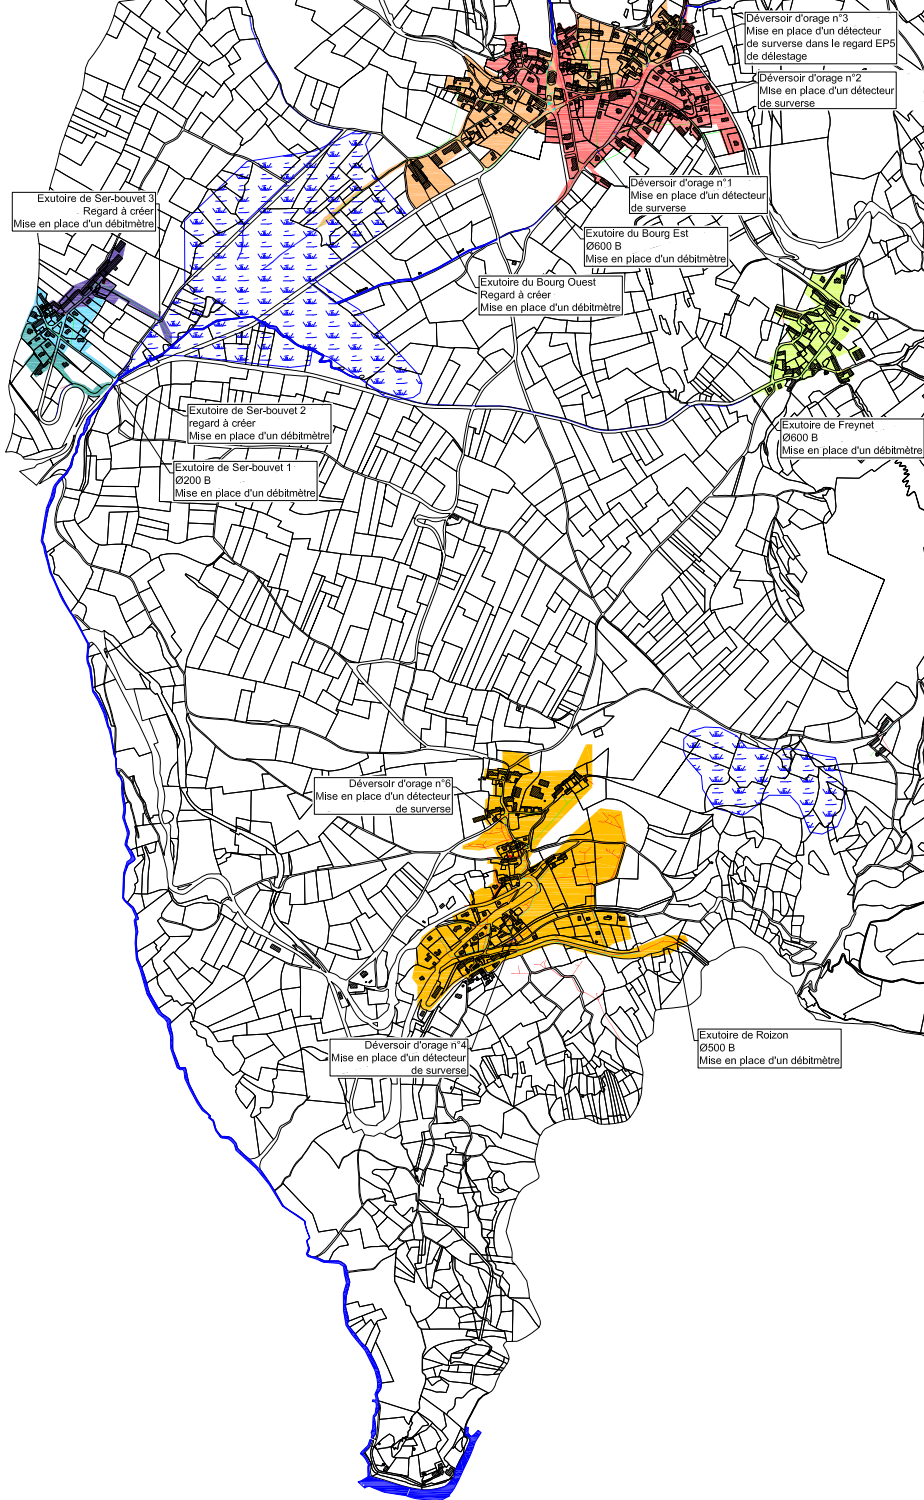 Déversoir d'orage n°3
Mise en place d'un détecteur
de surverse dans le regard EP5
de délestage
Déversoir d'orage n°2
Mise en place d'un détecteur
de surverse
Déversoir d'orage n°1
Mise en place d'un détecteur
de surverse
Exutoire de Ser-bouvet 3
Regard à créer
Mise en place d'un débitmètre
Exutoire du Bourg Est
Ø600 B
Mise en place d'un débitmètre
Exutoire du Bourg Ouest
Regard à créer
Mise en place d'un débitmètre
Exutoire de Ser-bouvet 2
regard à créer
Mise en place d'un débitmètre
Exutoire de Freynet
Ø600 B
Mise en place d'un débitmètre
Exutoire de Ser-bouvet 1
Ø200 B
Mise en place d'un débitmètre
Déversoir d'orage n°6
Mise en place d'un détecteur
de surverse
Exutoire de Roizon
Ø500 B
Mise en place d'un débitmètre
Déversoir d'orage n°4
Mise en place d'un détecteur
de surverse